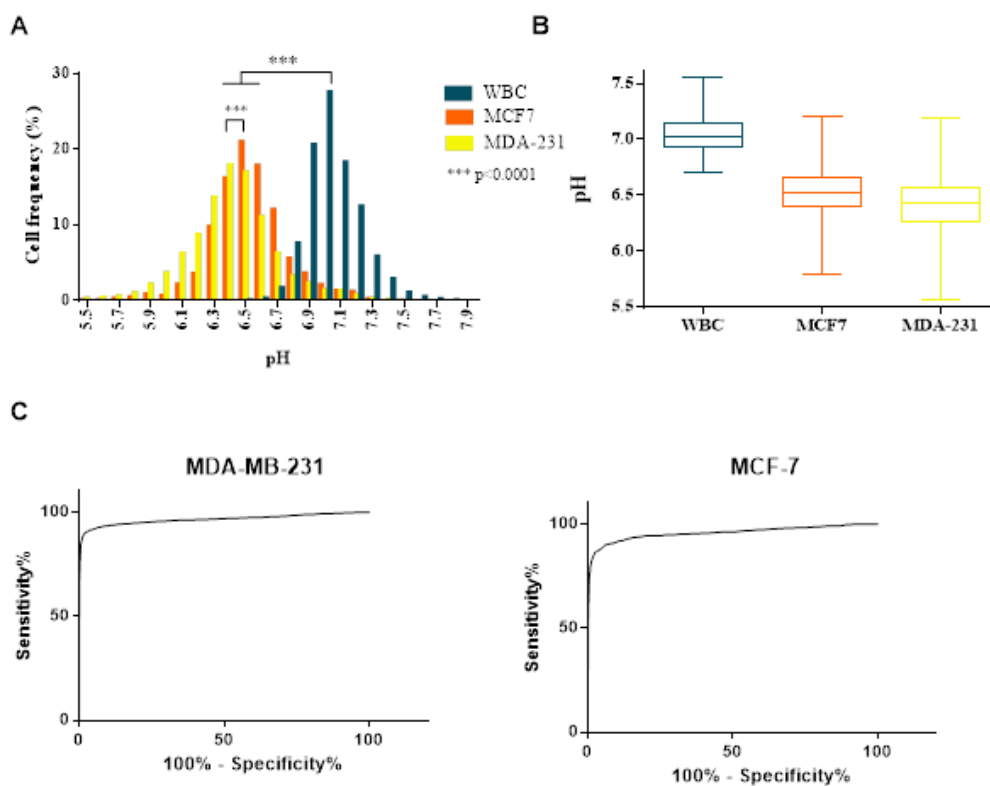 A
Cell frequency (%)
30
20
10
0
***
***
WBC
MCF7
MDA-231
*** p<0.0001
5.5 5.7 5.9 6.1 6.3 6.5 6.7 6.9 7.1 7.3 7.5 7.7 7.9
pH
B
pH
7.5
7.0
6.5
6.0
5.5
WBC MCF7 MDA-231
C
MDA-MB-231
Sensitivity%
100
50
0
0 50 100
100% - Specificity%
MCF-7
Sensitivity%
100
50
0
0 50 100
100% - Specificity%